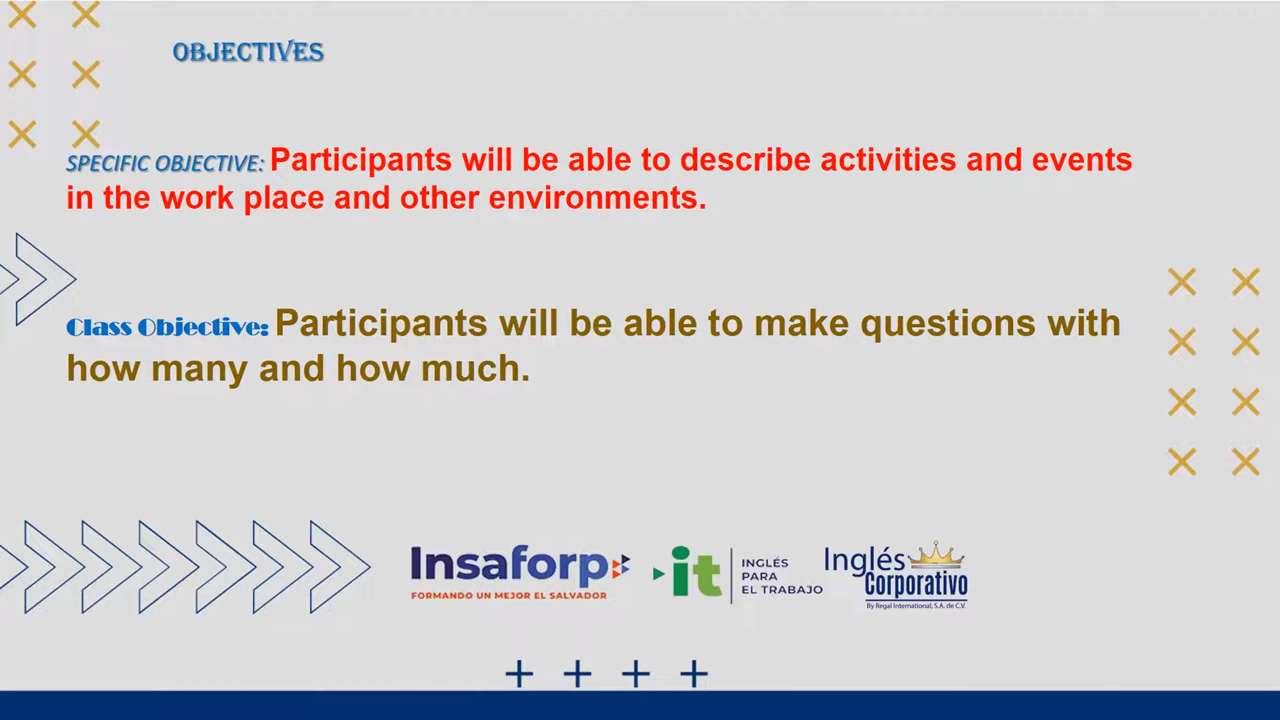 OBJECTIVES
SPECIFIC OBJECTIVE: Participants will be able to describe activities and events
in the work place and other environments.
Class Objective: Participants will be able to make questions with
how many and how much.
Insaforp
FORMANDO UN MEJOR EL SALVADOR
it
INGLÉS
PARA
EL TRABAJO
Inglés
Corporativo
By Regal International, S.A. de C.V.